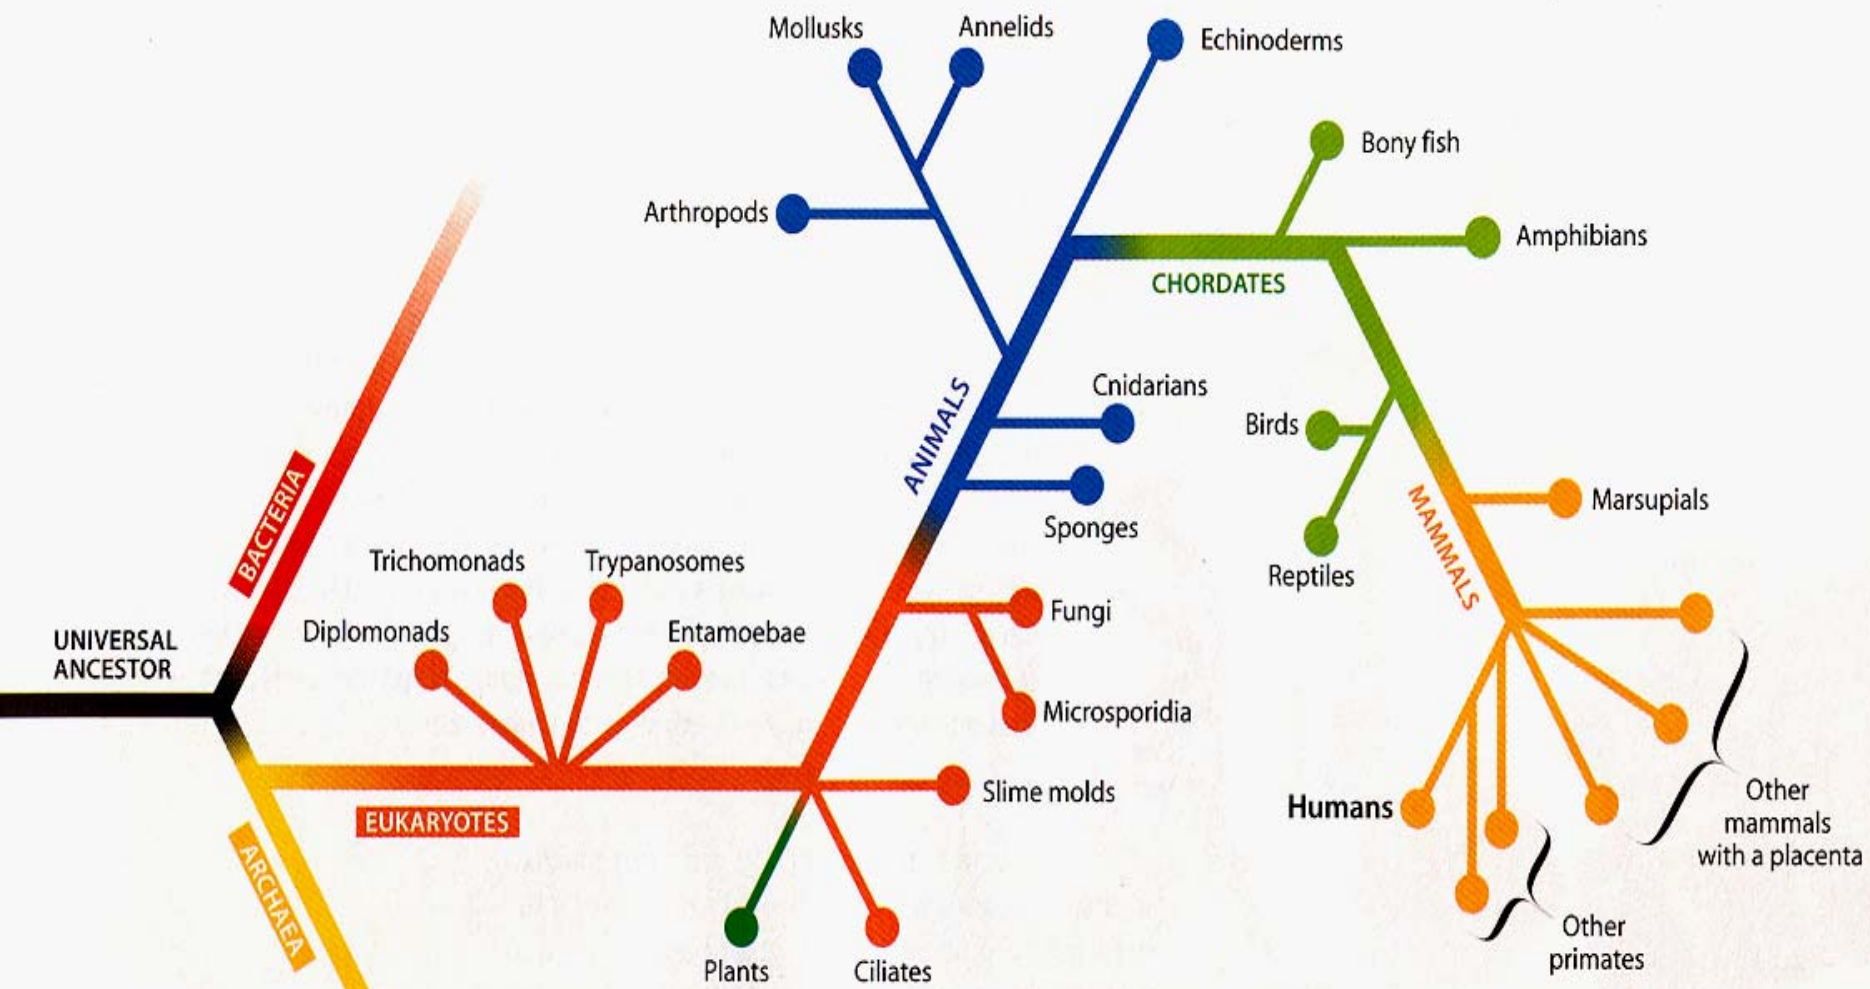 Mollusks
Annelids
Echinoderms
Bony fish
Arthropods
Amphibians
CHORDATES
ANIMALS
Cnidarians
Birds
Sponges
Reptiles
MAMMALS
Marsupials
BACTERIA
Trichomonads
Trypanosomes
Diplomonads
Entamoebae
Fungi
UNIVERSAL
ANCESTOR
Microsporidia
Slime molds
EUKARYOTES
ARCHAEA
Plants
Ciliates
Humans
Other
mammals
with a placenta
Other
primates